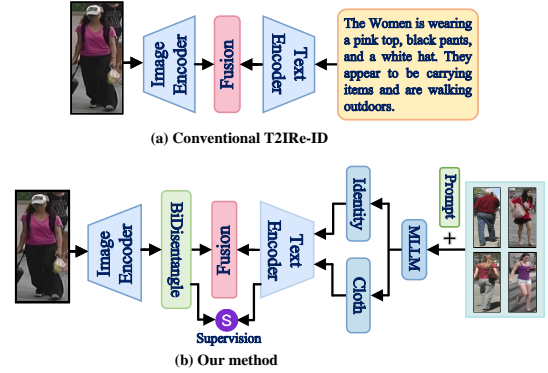 Image
Encoder
Fusion
Text
Encoder
The Women is wearing
a pink top, black pants,
and a white hat. They
appear to be carrying
items and are walking
outdoors.
(a) Conventional T2IRe-ID
Image
Encoder
BiDisentangle
Fusion
Text
Encoder
Identity
Cloth
MLLM
Prompt
+
S
Supervision
(b) Our method